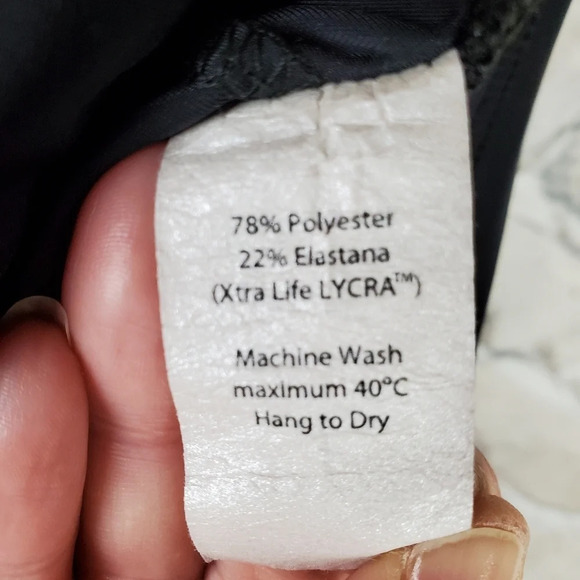 78% Polyester
22% Elastana
(Xtra Life LYCRA™)
Machine Wash
maximum 40°C
Hang to Dry